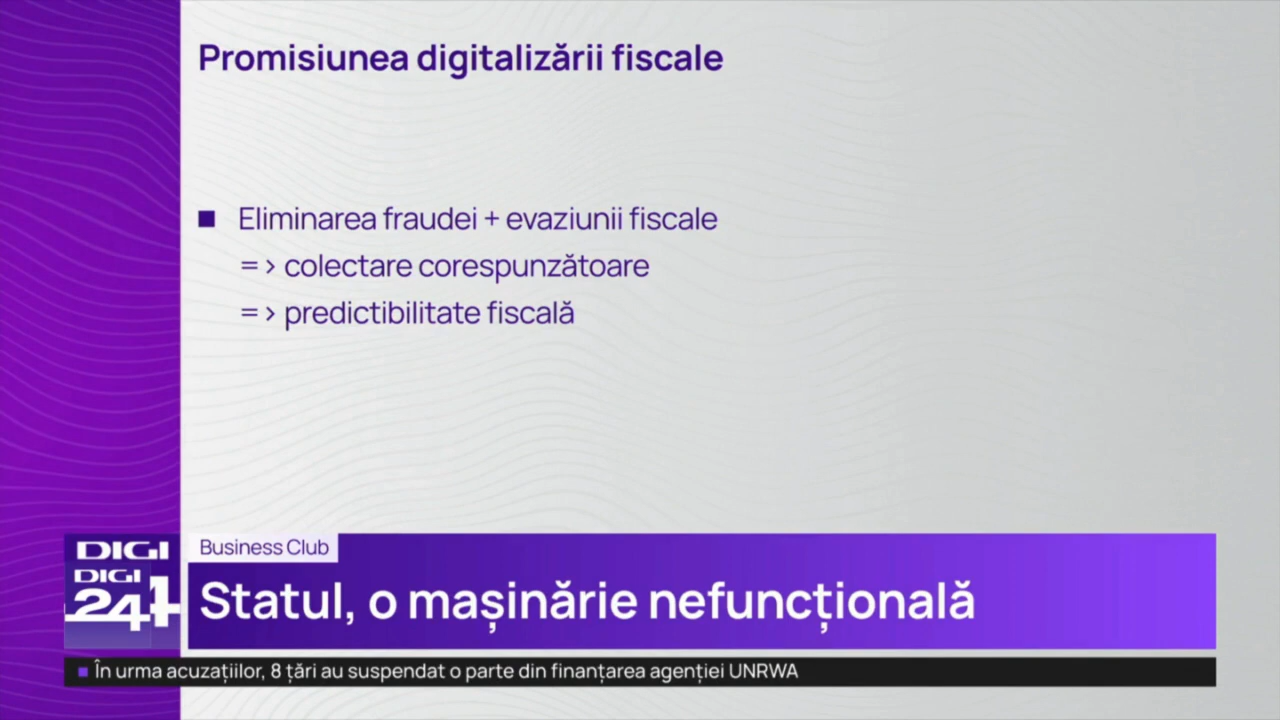 Promisiunea digitalizării fiscale
■ Eliminarea fraudei + evaziunii fiscale
=> colectare corespunzătoare
=> predictibilitate fiscală
Business Club
Statul, o mașinărie nefuncțională
DIGI
DIGI
24
În urma acuzațiilor, 8 țări au suspendat o parte din finanțarea agenției UNRWA